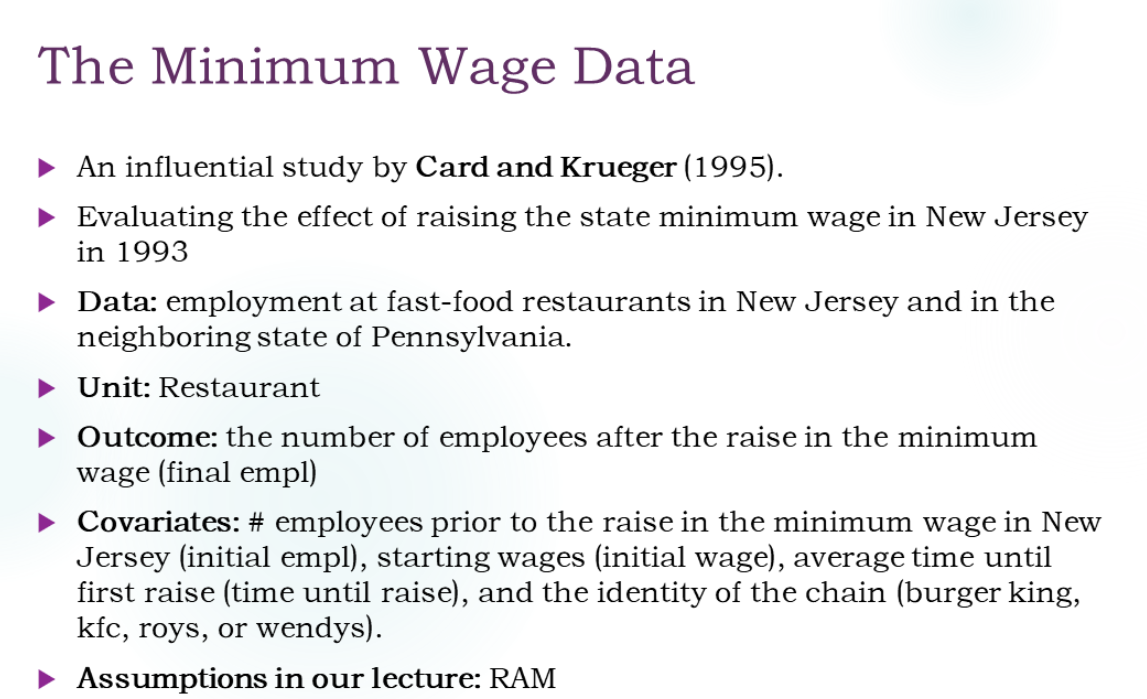 The Minimum Wage Data
An influential study by Card and Krueger (1995).
Evaluating the effect of raising the state minimum wage in New Jersey
in 1993
Data: employment at fast-food restaurants in New Jersey and in the
neighboring state of Pennsylvania.
Unit: Restaurant
Outcome: the number of employees after the raise in the minimum
wage (final empl)
Covariates: # employees prior to the raise in the minimum wage in New
Jersey (initial empl), starting wages (initial wage), average time until
first raise (time until raise), and the identity of the chain (burger king,
kfc, roys, or wendys).
Assumptions in our lecture: RAM